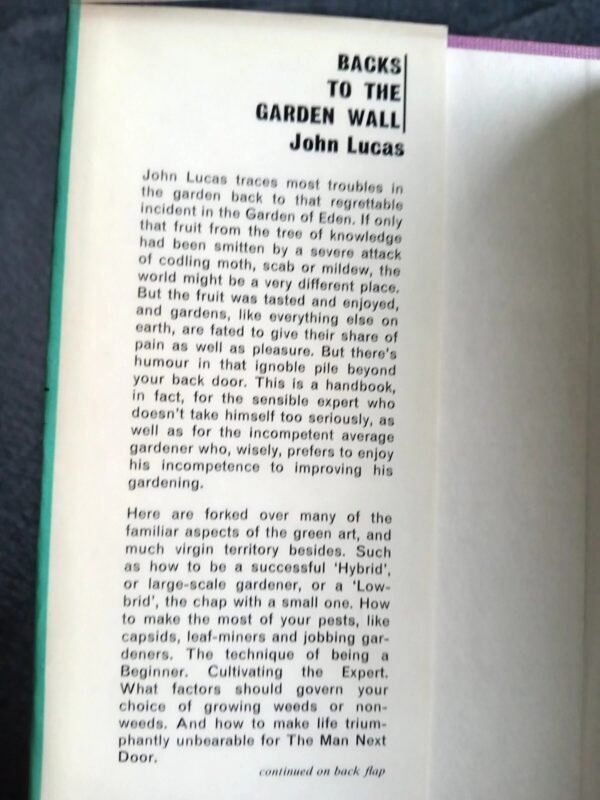 BACKS
TO THE
GARDEN WALL
John Lucas
John Lucas traces most troubles in
the garden back to that regrettable
incident in the Garden of Eden. If only
that fruit from the tree of knowledge
had been smitten by a severe attack
of codling moth, scab or mildew, the
world might be a very different place.
But the fruit was tasted and enjoyed,
and gardens, like everything else on
earth, are fated to give their share of
pain as well as pleasure. But there's
humour in that ignoble pile beyond
your back door. This is a handbook,
in fact, for the sensible expert who
doesn't take himself too seriously, as
well as for the incompetent average
gardener who, wisely, prefers to enjoy
his incompetence to improving his
gardening.
Here are forked over many of the
familiar aspects of the green art, and
much virgin territory besides. Such
as how to be a successful 'Hybrid',
or large-scale gardener, or a 'Low-
brid', the chap with a small one. How
to make the most of your pests, like
capsids, leaf-miners and jobbing gar-
deners. The technique of being a
Beginner. Cultivating the Expert.
What factors should govern your
choice of growing weeds or non-
weeds. And how to make life trium-
phantly unbearable for The Man Next
Door.
continued on back flap